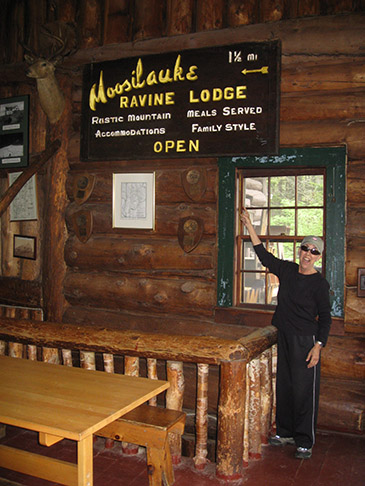 Moosilauke 1½ mi
RAVINE LODGE
RUSTIC MOUNTAIN MEALS SERVED
ACCOMMODATIONS FAMILY STYLE
OPEN